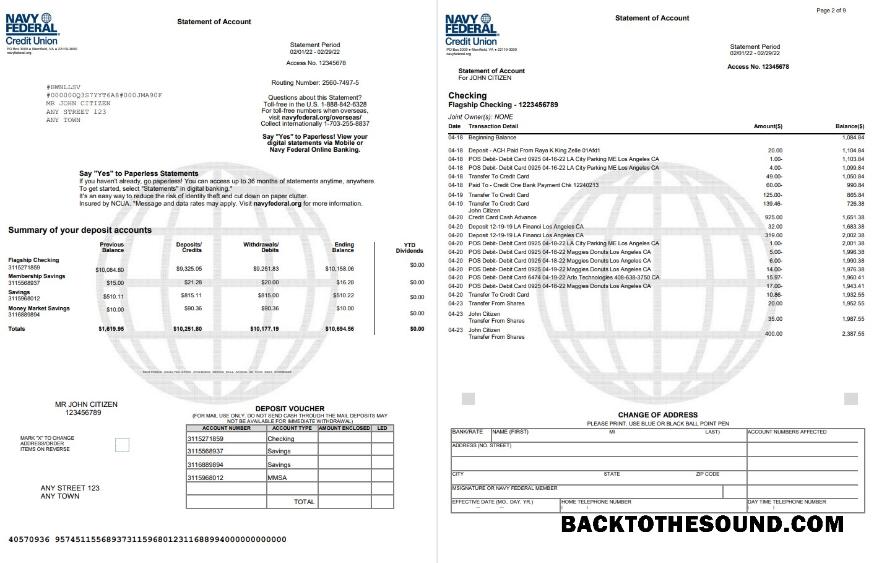 NAVY
FEDERAL
Credit Union
PO Box 3000 • Merrifield, VA • 22119-3000
navyfederal.org
Statement of Account
Statement Period
02/01/22 - 02/29/22
Access No. 12345678
Routing Number: 2560-7497-5
Questions about this Statement?
Toll-free in the U.S. 1-888-842-6328
For toll-free numbers when overseas,
visit navyfederal.org/overseas/
Collect internationally 1-703-255-8837
Say "Yes" to Paperless! View your
digital statements via Mobile or
Navy Federal Online Banking.
#BWNLLSV
#000000Q3S7YYT6A8#000JMA90F
MR JOHN CITIZEN
ANY STREET 123
ANY TOWN
Say "Yes" to Paperless Statements
If you haven't already, go paperless! You can access up to 36 months of statements anytime, anywhere.
To get started, select "Statements" in digital banking.*
It's an easy way to reduce the risk of identity theft and cut down on paper clutter.
Insured by NCUA. *Message and data rates may apply. Visit navyfederal.org for more information.
Summary of your deposit accounts
Previous Balance Deposits/ Credits Withdrawals/ Debits Ending Balance YTD Dividends
Flagship Checking
3115271859 $10,084.80 $9,325.05 $9,251.83 $10,158.06 $0.00
Membership Savings
3115568937 $15.00 $21.28 $20.00 $16.28 $0.00
Savings
3115968012 $510.11 $815.11 $815.00 $510.22 $0.00
Money Market Savings
3116889894 $10.00 $90.36 $90.36 $10.00 $0.00
Totals $1,619.95 $10,251.80 $10,177.19 $10,694.56 $0.00
MR JOHN CITIZEN
123456789
MARK "X" TO CHANGE
ADDRESS/ORDER
ITEMS ON REVERSE
ANY STREET 123
ANY TOWN
DEPOSIT VOUCHER
(FOR MAIL USE ONLY. DO NOT SEND CASH THROUGH THE MAIL DEPOSITS MAY
NOT BE AVAILABLE FOR IMMEDIATE WITHDRAWAL)
ACCOUNT NUMBER ACCOUNT TYPE AMOUNT ENCLOSED LED
3115271859 Checking
3115568937 Savings
3116889894 Savings
3115968012 MMSA
TOTAL
40570936 957451155689373115968012311688994000000000000
Page 2 of 9
NAVY
FEDERAL
Credit Union
PO Box 3000 • Merrifield, VA • 22119-3000
navyfederal.org
Statement of Account
Statement Period
02/01/22 - 02/29/22
Access No. 12345678
Statement of Account
For JOHN CITIZEN
Checking
Flagship Checking - 1223456789
Joint Owner(s): NONE
Date Transaction Detail Amount($) Balance($)
04-18 Beginning Balance 1,084.84
04-18 Deposit - ACH Paid From Raya K King Zelle 01Afd1 20.00 1,104.84
04-18 POS Debit- Debit Card 0925 04-16-22 LA City Parking ME Los Angeles CA 1.00- 1,103.84
04-18 POS Debit- Debit Card 0925 04-16-22 LA City Parking ME Los Angeles CA 4.00- 1,099.84
04-18 Transfer To Credit Card 49.00- 1,050.84
04-18 Paid To - Credit One Bank Payment Chk 12240213 60.00- 990.84
04-19 Transfer To Credit Card 125.00- 865.84
04-19 Transfer To Credit Card 139.46- 726.38
John Citizen
04-20 Credit Card Cash Advance 925.00 1,651.38
04-20 Deposit 12-19-19 LA Financi Los Angeles CA 32.00 1,683.38
04-20 Deposit 12-19-19 LA Financi Los Angeles CA 319.00 2,002.38
04-20 POS Debit- Debit Card 0925 04-18-22 LA City Parking ME Los Angeles CA 1.00- 2,001.38
04-20 POS Debit- Debit Card 0925 04-18-22 Maggies Donuts Los Angeles CA 5.00- 1,996.38
04-20 POS Debit- Debit Card 0925 04-18-22 Maggies Donuts Los Angeles CA 6.00- 1,990.38
04-20 POS Debit- Debit Card 0925 04-19-22 Maggies Donuts Los Angeles CA 14.00- 1,976.38
04-20 POS Debit- Debit Card 6474 04-19-22 Arlo Technologies 408-638-3750 CA 15.97- 1,960.41
04-20 POS Debit- Debit Card 0925 04-18-22 Maggies Donuts Los Angeles CA 17.00- 1,943.41
04-20 Transfer To Credit Card 10.86- 1,932.55
04-23 Transfer From Shares 20.00 1,952.55
04-23 John Citizen
Transfer From Shares 35.00 1,987.55
04-23 John Citizen
Transfer From Shares 400.00 2,387.55
CHANGE OF ADDRESS
PLEASE PRINT. USE BLUE OR BLACK BALL POINT PEN
BANK/RATE NAME (FIRST) MI LAST) ACCOUNT NUMBERS AFFECTED
ADDRESS (NO. STREET)
CITY STATE ZIP CODE
MSIGNATURE OR NAVY FEDERAL MEMBER
EFFECTIVE DATE (MO., DAY, YR.) HOME TELEPHONE NUMBER DAY TIME TELEPHONE NUMBER
BACKTOTHESOUND.COM